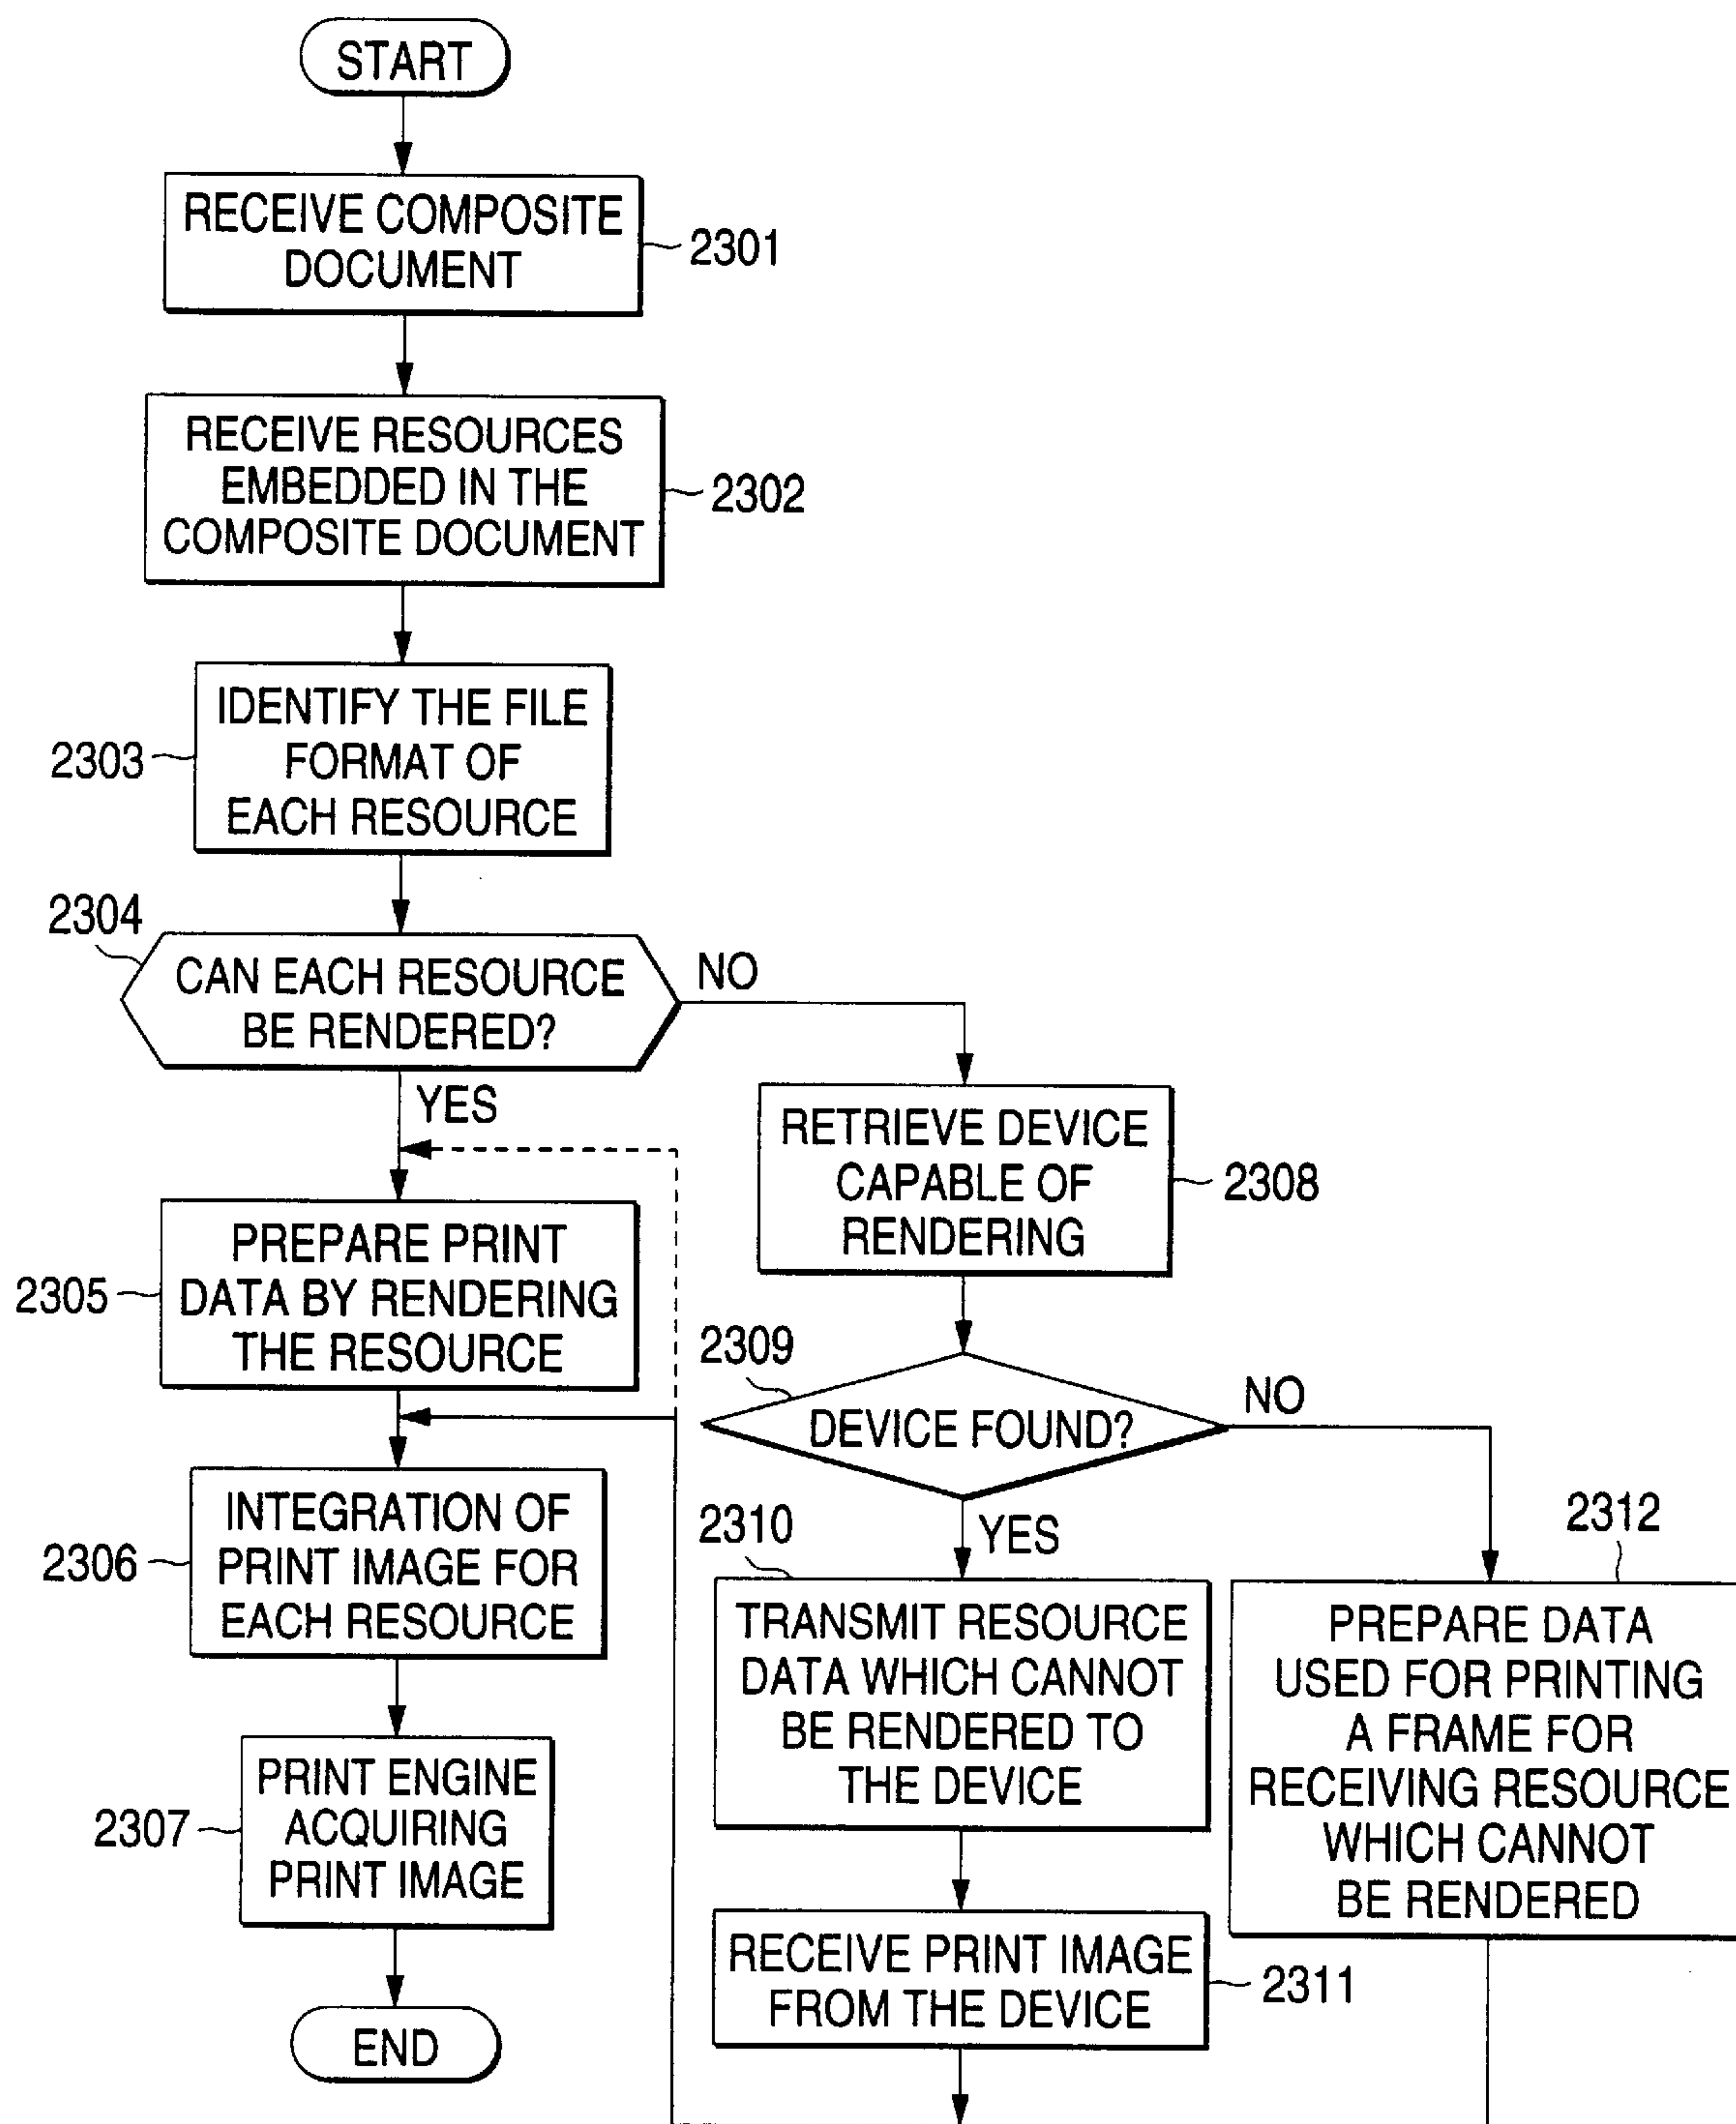 START
RECEIVE COMPOSITE
DOCUMENT
2301
RECEIVE RESOURCES
EMBEDDED IN THE
COMPOSITE DOCUMENT
2302
IDENTIFY THE FILE
FORMAT OF
EACH RESOURCE
2303
2304
CAN EACH RESOURCE
BE RENDERED?
NO
YES
PREPARE PRINT
DATA BY RENDERING
THE RESOURCE
2305
INTEGRATION OF
PRINT IMAGE FOR
EACH RESOURCE
2306
PRINT ENGINE
ACQUIRING
PRINT IMAGE
2307
END
RETRIEVE DEVICE
CAPABLE OF
RENDERING
2308
2309
DEVICE FOUND?
NO
YES
2310
TRANSMIT RESOURCE
DATA WHICH CANNOT
BE RENDERED TO
THE DEVICE
RECEIVE PRINT IMAGE
FROM THE DEVICE
2311
2312
PREPARE DATA
USED FOR PRINTING
A FRAME FOR
RECEIVING RESOURCE
WHICH CANNOT
BE RENDERED